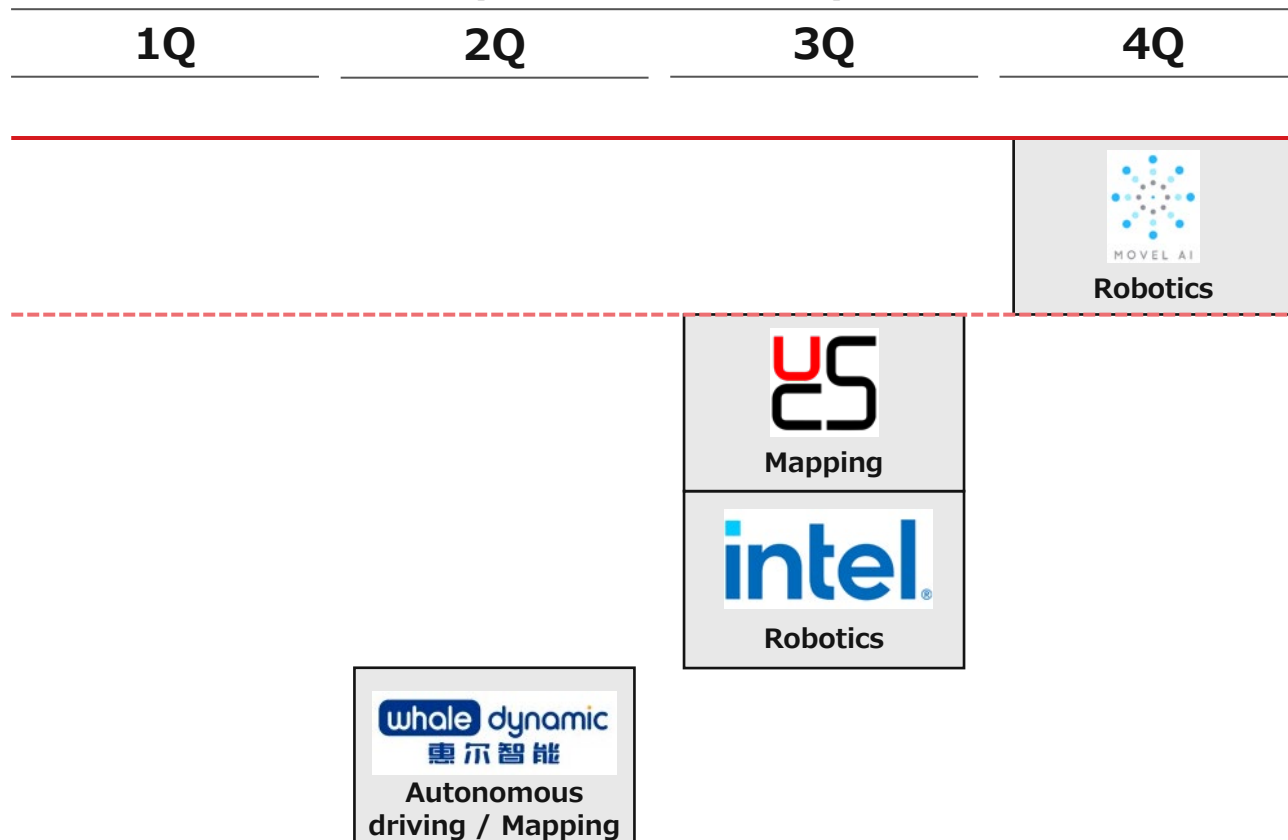 1Q 2Q 3Q 4Q
MOVEL AI
Robotics
UCS
Mapping
intel®
Robotics
whale dynamic
惠尔智能
Autonomous
driving / Mapping